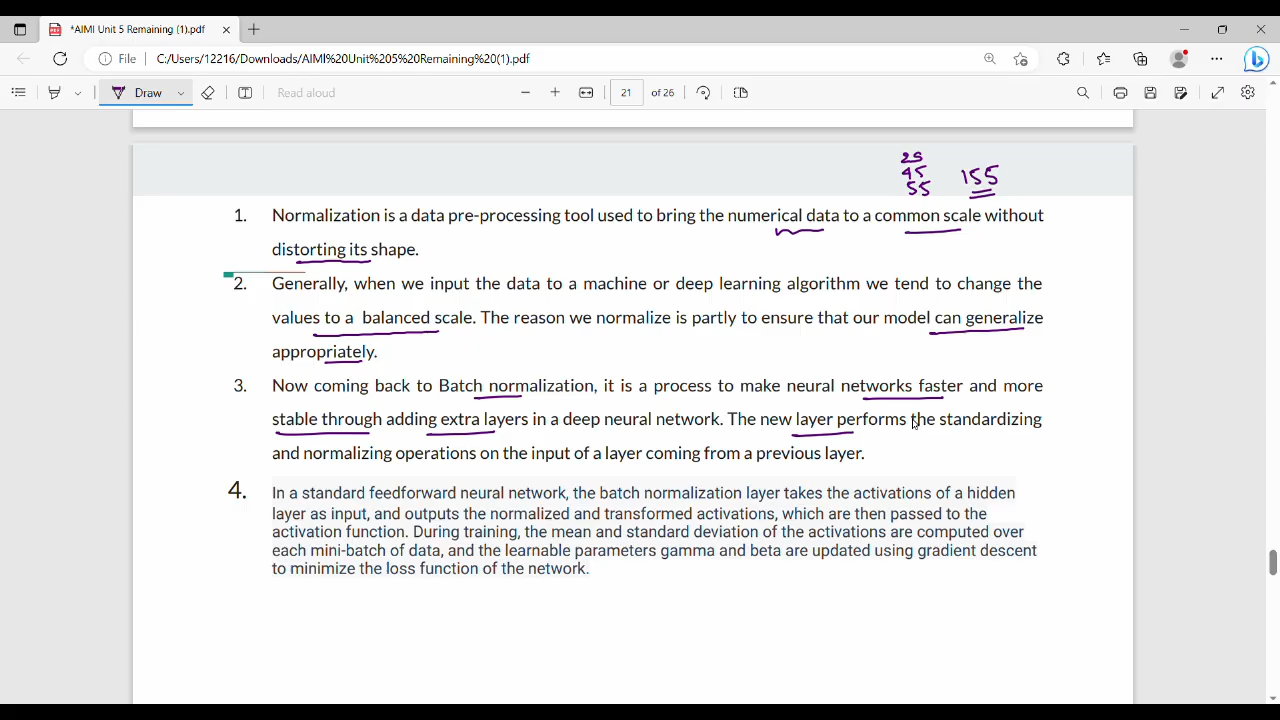 *AIMI Unit 5 Remaining (1).pdf
File C:/Users/12216/Downloads/AIMI%20Unit%205%20Remaining%20(1).pdf
Draw Read aloud 21 of 26
25
45
55
155
1. Normalization is a data pre-processing tool used to bring the numerical data to a common scale without
distorting its shape.
2. Generally, when we input the data to a machine or deep learning algorithm we tend to change the
values to a balanced scale. The reason we normalize is partly to ensure that our model can generalize
appropriately.
3. Now coming back to Batch normalization, it is a process to make neural networks faster and more
stable through adding extra layers in a deep neural network. The new layer performs the standardizing
and normalizing operations on the input of a layer coming from a previous layer.
4. In a standard feedforward neural network, the batch normalization layer takes the activations of a hidden
layer as input, and outputs the normalized and transformed activations, which are then passed to the
activation function. During training, the mean and standard deviation of the activations are computed over
each mini-batch of data, and the learnable parameters gamma and beta are updated using gradient descent
to minimize the loss function of the network.